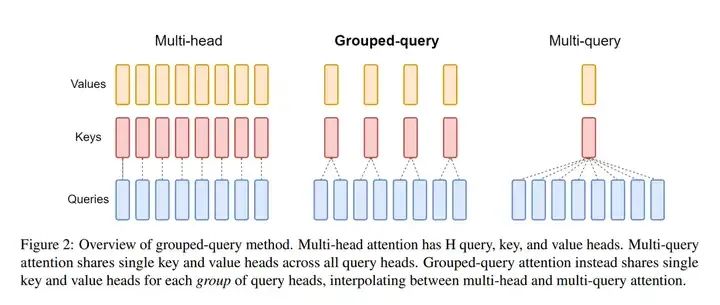 Multi-head
Grouped-query
Multi-query
Values
Keys
Queries
Figure 2: Overview of grouped-query method. Multi-head attention has H query, key, and value heads. Multi-query
attention shares single key and value heads across all query heads. Grouped-query attention instead shares single
key and value heads for each group of query heads, interpolating between multi-head and multi-query attention.